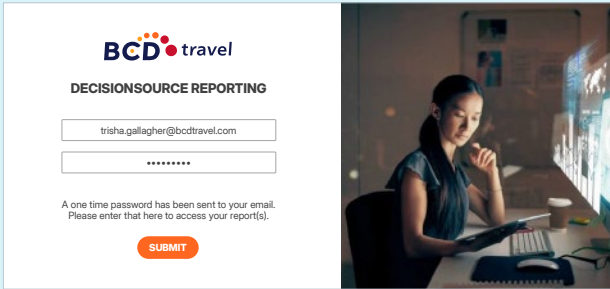 BCD travel
DECISIONSOURCE REPORTING
trisha.gallagher@bcdtravel.com
•••••••••
A one time password has been sent to your email.
Please enter that here to access your report(s).
SUBMIT